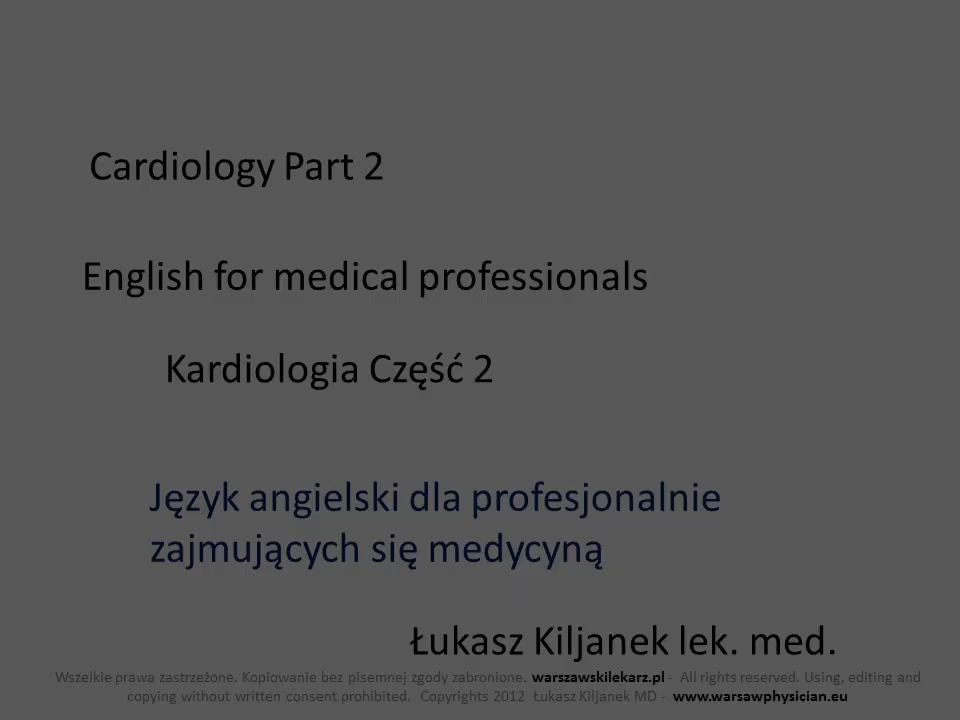 Cardiology Part 2
English for medical professionals
Kardiologia Część 2
Język angielski dla profesjonalnie
zajmujących się medycyną
Łukasz Kiljanek lek. med.
Wszelkie prawa zastrzeżone. Kopiowanie bez pisemnej zgody zabronione. warszawskilekarz.pl - All rights reserved. Using, editing and
copying without written consent prohibited. Copyrights 2012 Łukasz Kiljanek MD - www.warsawphysician.eu